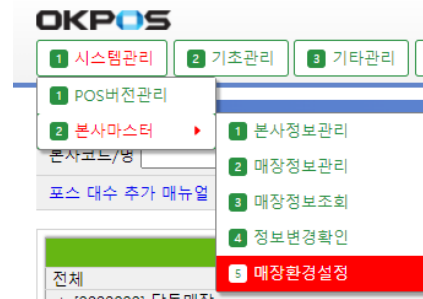 OKPOS
1 시스템관리 2 기초관리 3 기타관리
1 POS버전관리
2 본사마스터
1 본사정보관리
2 매장정보관리
3 매장정보조회
4 정보변경확인
5 매장환경설정
본사코드/명
포스 대수 추가 매뉴얼
전체